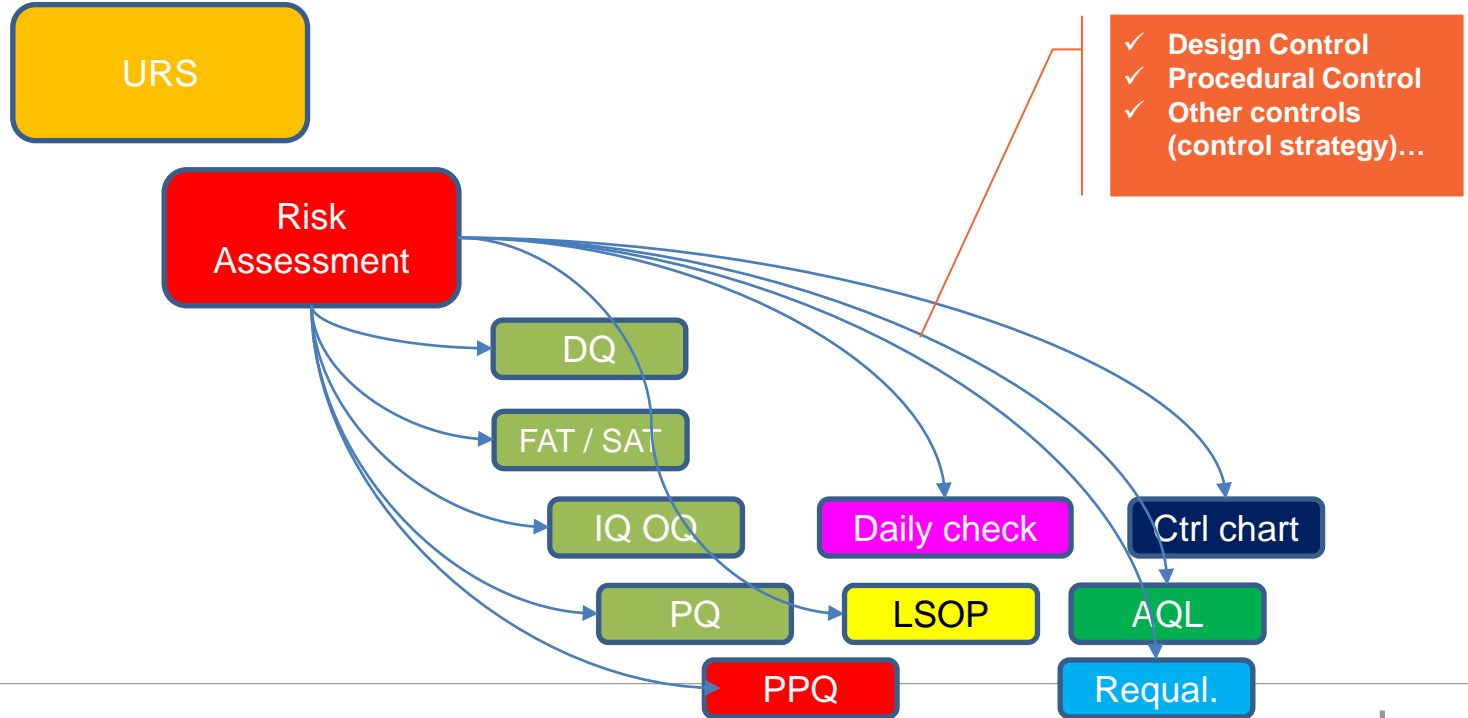 URS
✓ Design Control
✓ Procedural Control
✓ Other controls
(control strategy)…
Risk
Assessment
DQ
FAT / SAT
IQ OQ
Daily check
Ctrl chart
PQ
LSOP
AQL
PPQ
Requal.